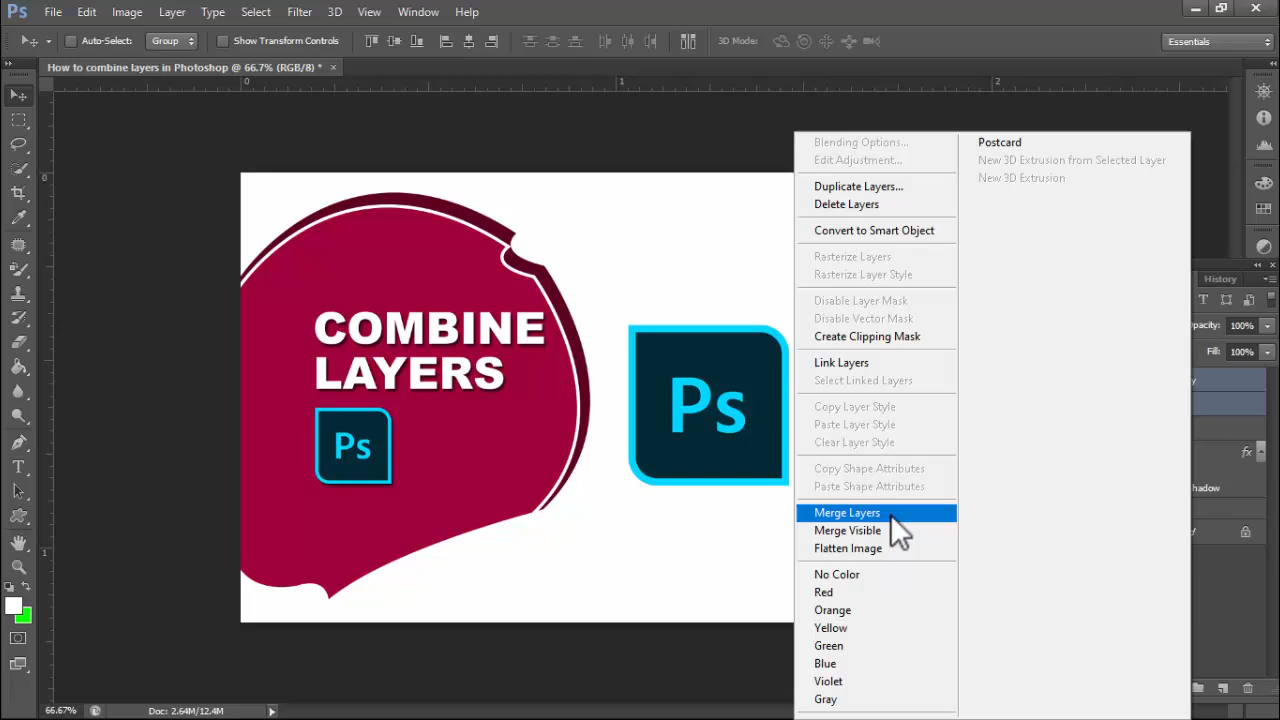 Ps File Edit Image Layer Type Select Filter 3D View Window Help
Auto-Select: Group Show Transform Controls 3D Mode: Essentials
How to combine layers in Photoshop @ 66.7% (RGB/8) * ×
0 1 2
0
1
COMBINE
LAYERS
Ps
Ps
Blending Options...
Edit Adjustment...
Duplicate Layers...
Delete Layers
Convert to Smart Object
Rasterize Layers
Rasterize Layer Style
Disable Layer Mask
Disable Vector Mask
Create Clipping Mask
Link Layers
Select Linked Layers
Copy Layer Style
Paste Layer Style
Clear Layer Style
Copy Shape Attributes
Paste Shape Attributes
Merge Layers
Merge Visible
Flatten Image
No Color
Red
Orange
Yellow
Green
Blue
Violet
Gray
Postcard
New 3D Extrusion from Selected Layer
New 3D Extrusion
History
T
Opacity: 100%
Fill: 100%
y
fx
hadow
T
66.67% Doc: 2.64M/12.4M